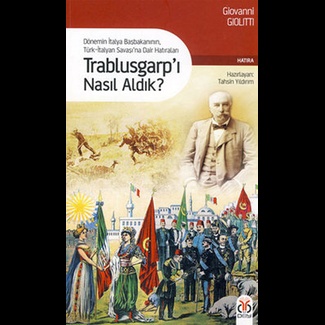 Giovanni
GIOLITTI
Dönemin İtalya Başbakanının,
Türk-İtalyan Savaşı'na Dair Hatıraları
HATIRA
Trablusgarp'ı
Nasıl Aldık?
Hazırlayan:
Tahsin Yıldırım